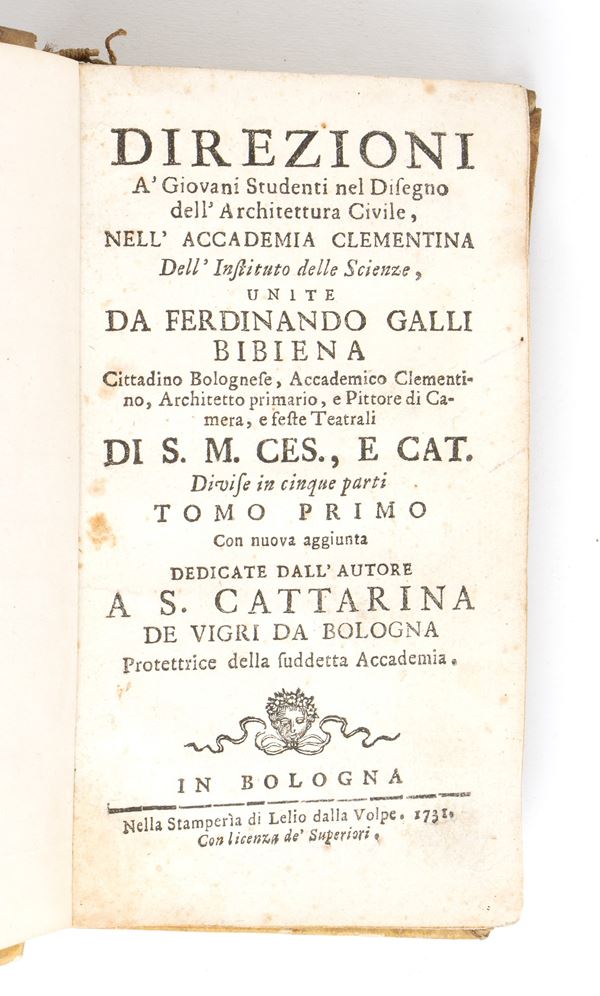 DIREZIONI
A' Giovani Studenti nel Diſegno
dell' Architettura Civile,
NELL' ACCADEMIA CLEMENTINA
Dell' Inſtituto delle Scienze,
UNITE
DA FERDINANDO GALLI
BIBIENA
Cittadino Bologneſe, Accademico Clementi-
no, Architetto primario, e Pittore di Ca-
mera, e feſte Teatrali
DI S. M. CES., E CAT.
Diviſe in cinque parti
TOMO PRIMO
Con nuova aggiunta
DEDICATE DALL' AUTORE
A S. CATTARINA
DE VIGRI DA BOLOGNA
Protettrice della ſuddetta Accademia.
IN BOLOGNA
Nella Stamperìa di Lelio dalla Volpe. 1731.
Con licenza de' Superiori.